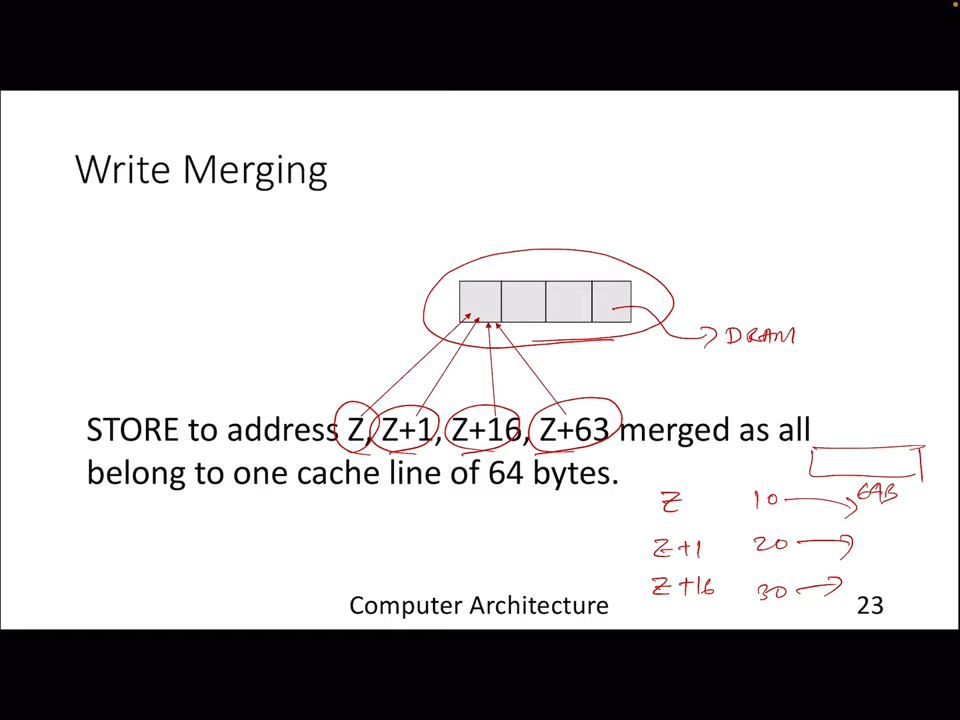 Write Merging
DRAM
STORE to address Z, Z+1, Z+16, Z+63 merged as all
belong to one cache line of 64 bytes.
64B
Z 10
Z+1 20
Z+16 30
Computer Architecture 23